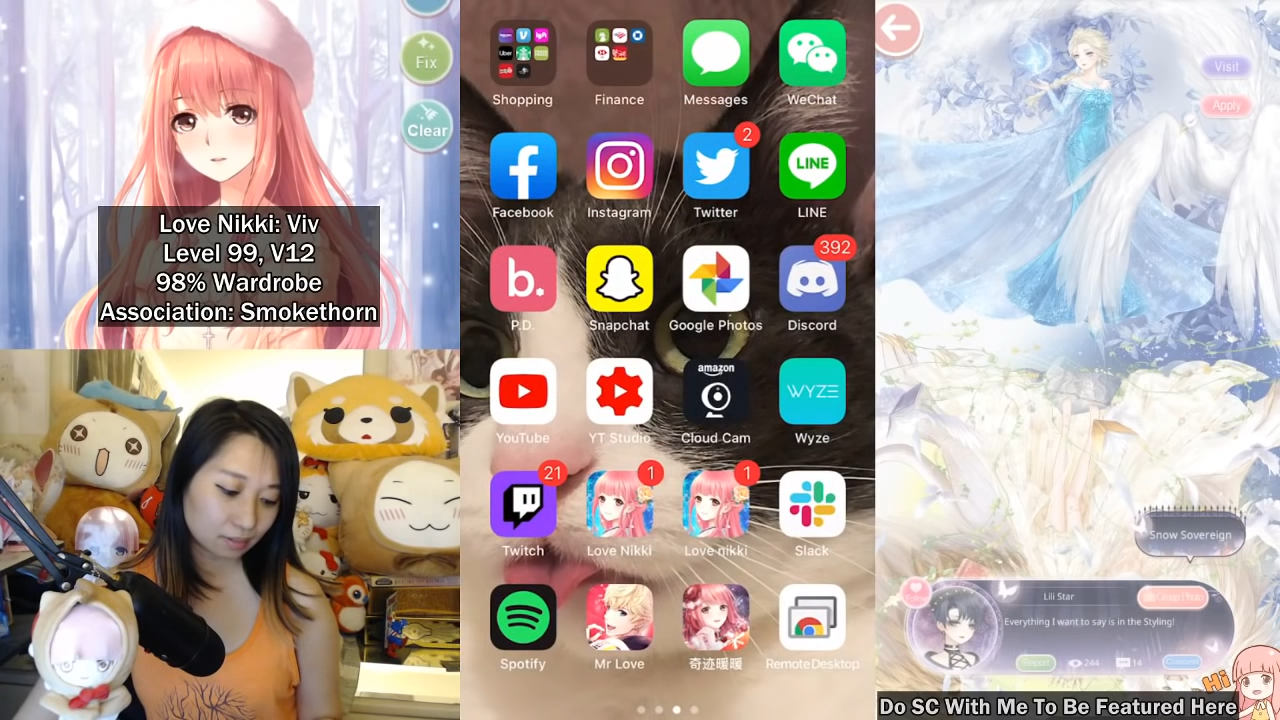 Fix
Clear
Love Nikki: Viv
Level 99, V12
98% Wardrobe
Association: Smokethorn
Shopping
Finance
Messages
WeChat
2
Facebook
Instagram
Twitter
LINE
LINE
392
b.
P.D.
Snapchat
Google Photos
Discord
amazon
WYZE
YouTube
YT Studio
Cloud Cam
Wyze
21
1
1
Twitch
Love Nikki
Love nikki
Slack
Spotify
Mr Love
奇迹暖暖
RemoteDesktop
Visit
Apply
Snow Sovereign
Lili Star
Everything I want to say is in the Styling!
Report
244
14
Hi
Do SC With Me To Be Featured Here